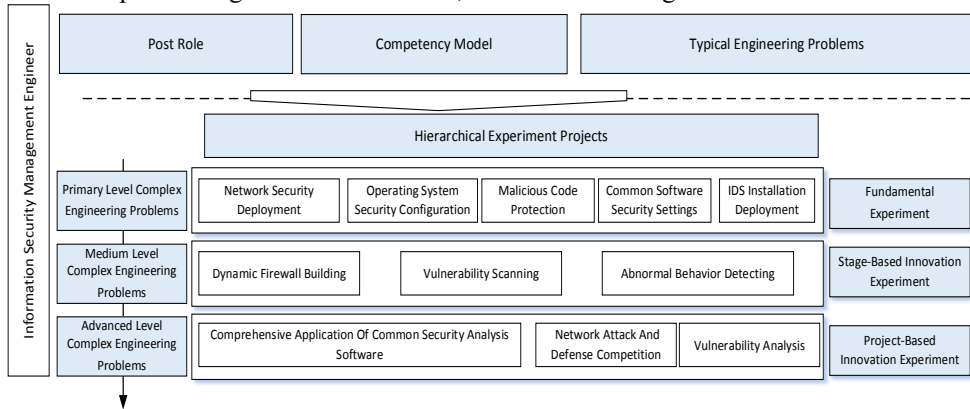 Information Security Management Engineer
Post Role
Competency Model
Typical Engineering Problems
Hierarchical Experiment Projects
Primary Level Complex
Engineering Problems
Network Security
Deployment
Operating System
Security Configuration
Malicious Code
Protection
Common Software
Security Settings
IDS Installation
Deployment
Fundamental
Experiment
Medium Level
Complex Engineering
Problems
Dynamic Firewall Building
Vulnerability Scanning
Abnormal Behavior Detecting
Stage-Based Innovation
Experiment
Advanced Level
Complex Engineering
Problems
Comprehensive Application Of Common Security Analysis
Software
Network Attack And
Defense Competition
Vulnerability Analysis
Project-Based
Innovation Experiment